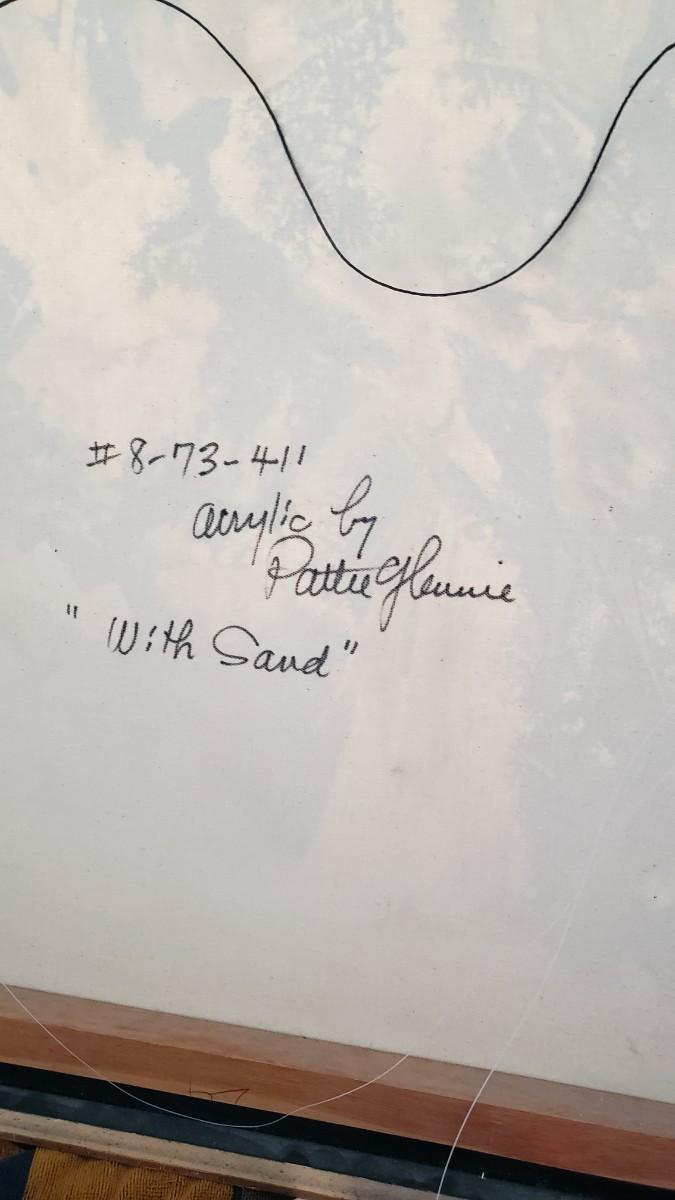 #8-73-411
acrylic by
Pattie Glennie
"With Sand"